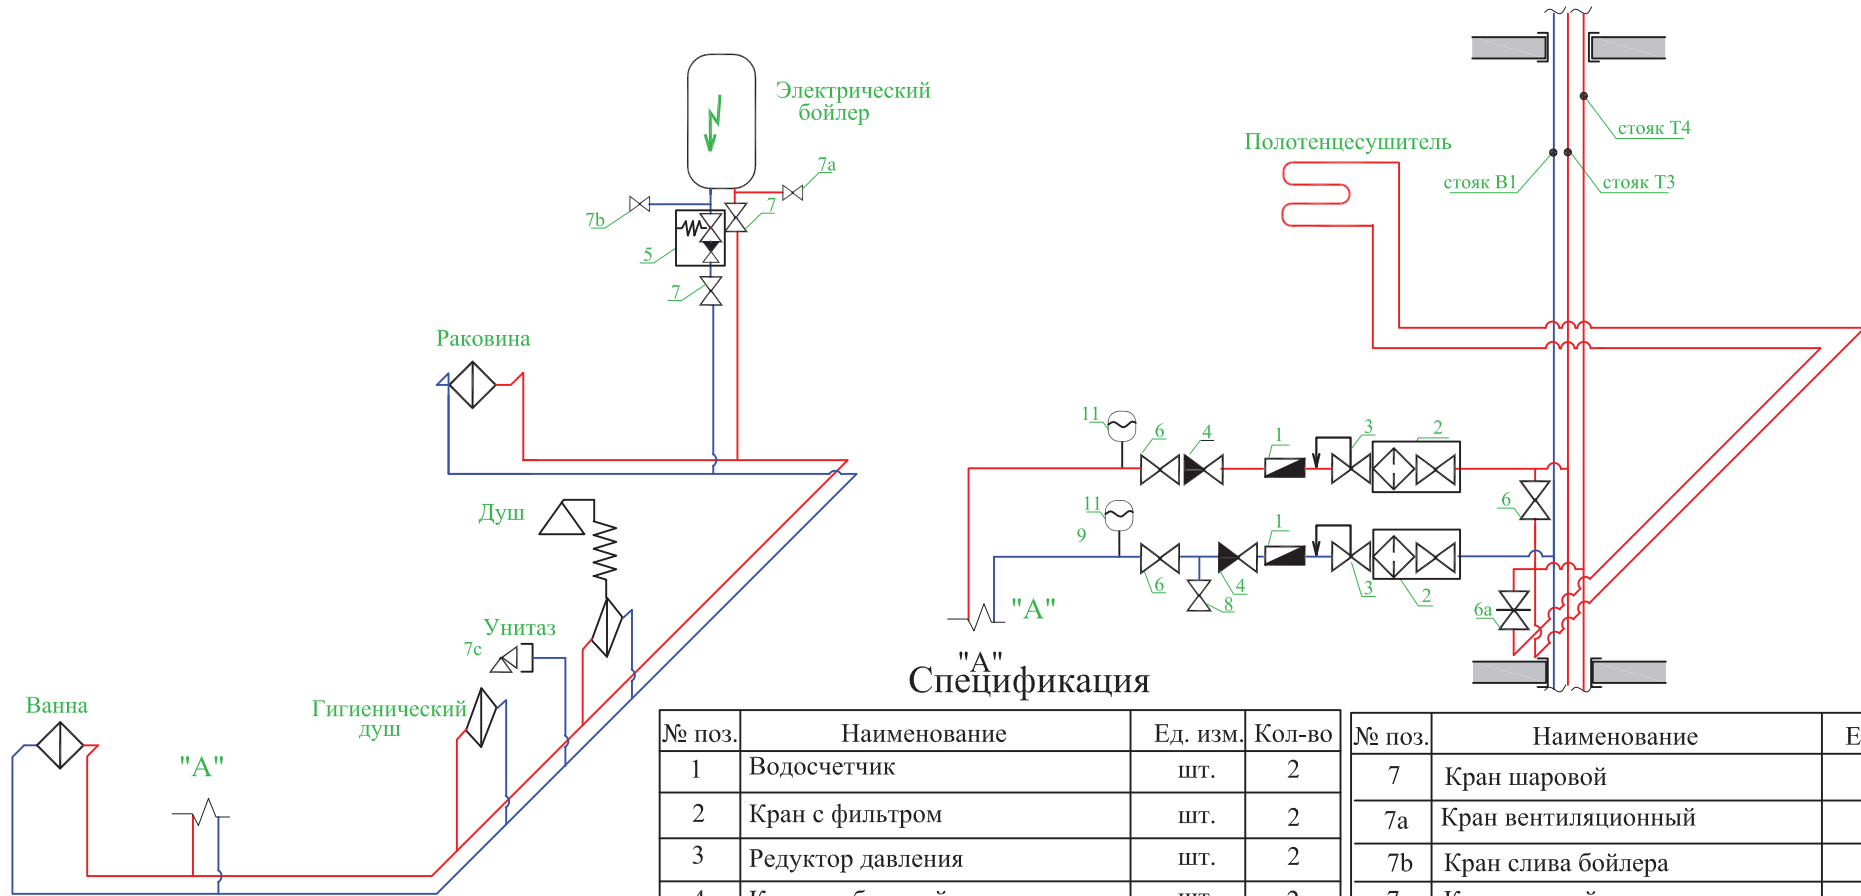 Электрический
бойлер
7a
7b
7
5
7
Раковина
Душ
Унитаз
7c
Гигиенический
душ
Ванна
"А"
стояк Т4
Полотенцесушитель
стояк В1
стояк Т3
11
6
4
1
3
2
6
11
9
1
6
8
4
3
2
6а
"А"
"А"
Спецификация
№ поз. Наименование Ед. изм. Кол-во
1 Водосчетчик шт. 2
2 Кран с фильтром шт. 2
3 Редуктор давления шт. 2
№ поз. Наименование
7 Кран шаровой
7а Кран вентиляционный
7b Кран слива бойлера